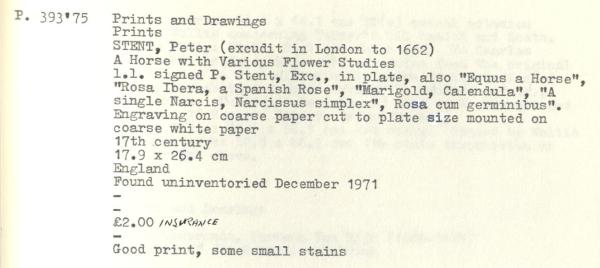 P. 393'75 Prints and Drawings
Prints
STENT, Peter (excudit in London to 1662)
A Horse with Various Flower Studies
l.l. signed P. Stent, Exc., in plate, also "Equus a Horse",
"Rosa Ibera, a Spanish Rose", "Marigold, Calendula", "A
single Narcis, Narcissus simplex", Rosa cum germinibus".
Engraving on coarse paper cut to plate size mounted on
coarse white paper
17th century
17.9 x 26.4 cm
England
Found uninventoried December 1971
-
-
£2.00 INSURANCE
-
Good print, some small stains